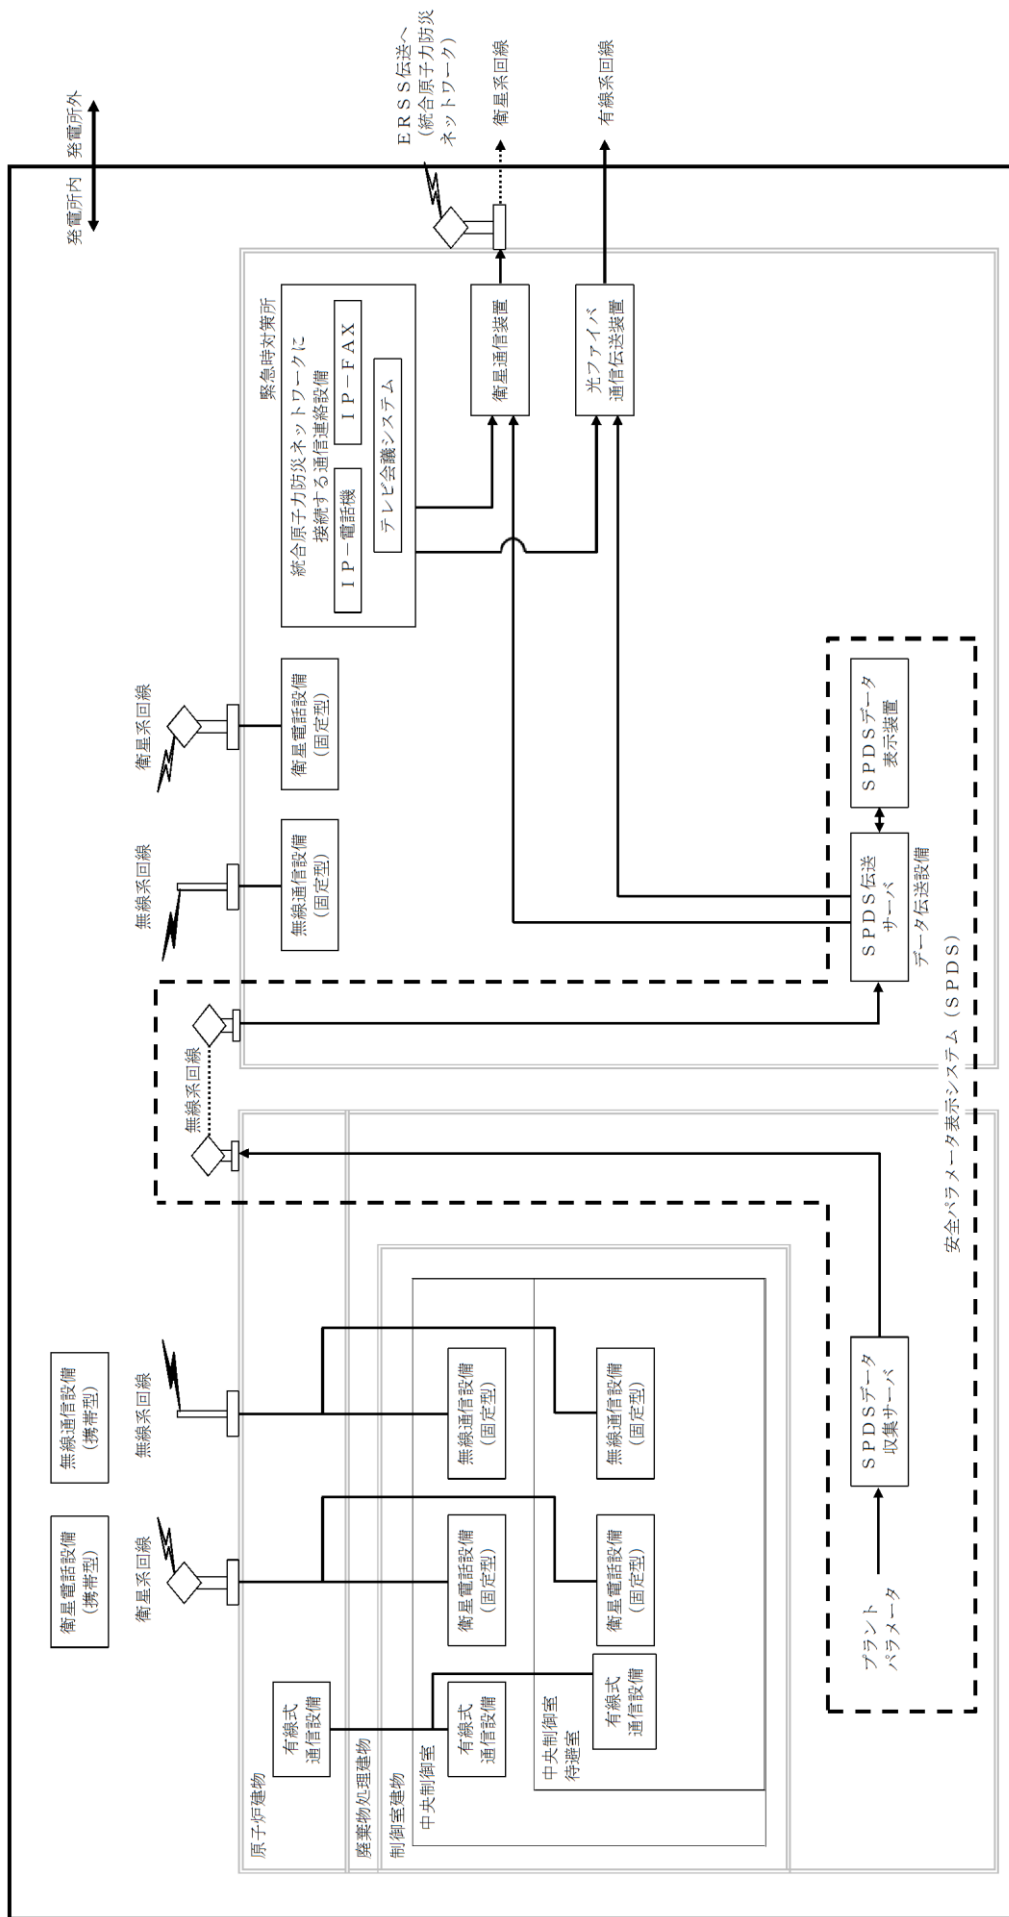 発電所内
発電所外
無線通信設備
(携帯型)
衛星電話設備
(携帯型)
衛星系回線
無線系回線
無線系回線
無線系回線
衛星系回線
ERSS伝送へ
(統合原子力防災
ネットワーク)
衛星系回線
有線系回線
原子炉建物
有線式
通信設備
廃棄物処理建物
制御室建物
中央制御室
有線式
通信設備
衛星電話設備
(固定型)
無線通信設備
(固定型)
中央制御室
待避室
有線式
通信設備
衛星電話設備
(固定型)
無線通信設備
(固定型)
プラント
パラメータ
SPDSデータ
収集サーバ
無線通信設備
(固定型)
衛星電話設備
(固定型)
緊急時対策所
統合原子力防災ネットワークに
接続する通信連絡設備
IP-電話機
IP-FAX
テレビ会議システム
衛星通信装置
光ファイバ
通信伝送装置
SPDS伝送
サーバ
データ伝送設備
SPDSデータ
表示装置
安全パラメータ表示システム(SPDS)